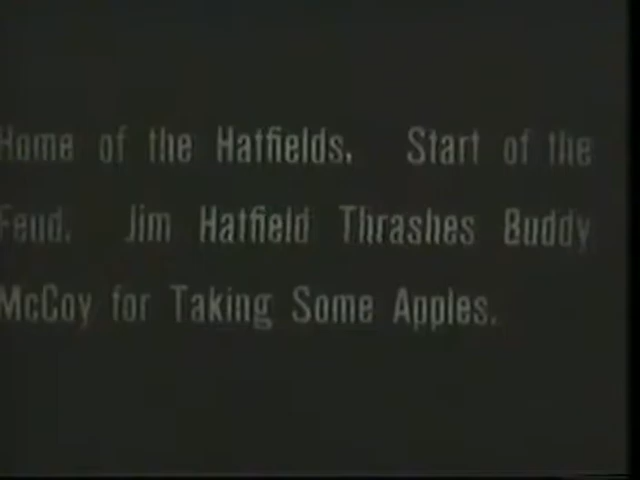 Home of the Hatfields. Start of the
Feud. Jim Hatfield Thrashes Buddy
McCoy for Taking Some Apples.